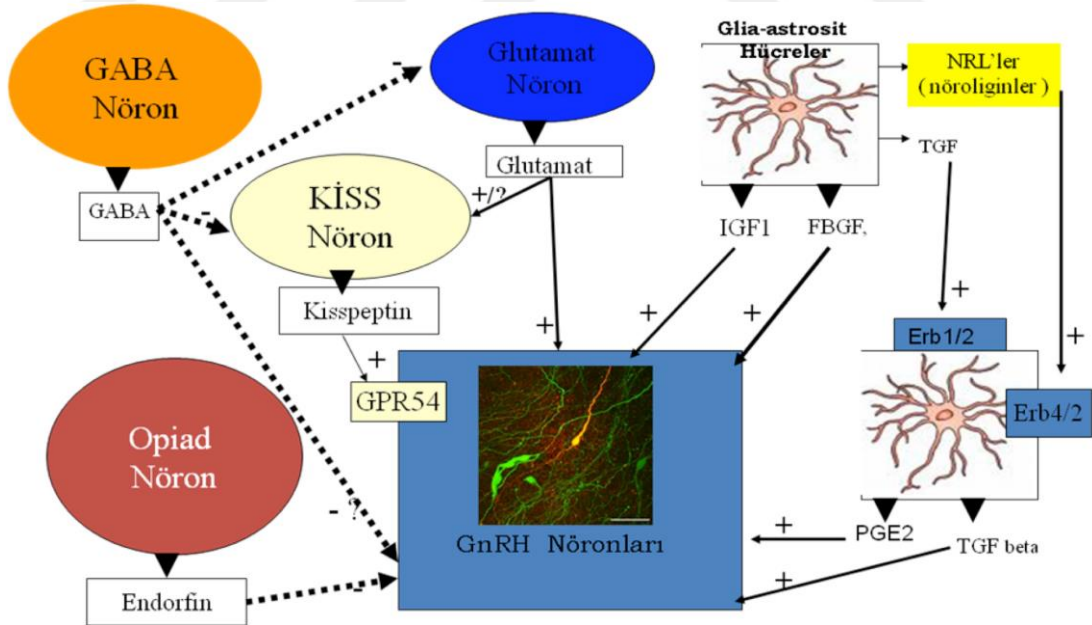 GABA
Nöron
GABA
-
-
Glutamat
Nöron
Glutamat
+/?
+
KİSS
Nöron
Kisspeptin
+
GPR54
Opiad
Nöron
Endorfin
- ?
-
GnRH Nöronları
Glia-astrosit
Hücreler
NRL'ler
( nöroliginler )
TGF
IGF1
FBGF,
+
+
+
+
Erb1/2
Erb4/2
PGE2
TGF beta
+
+